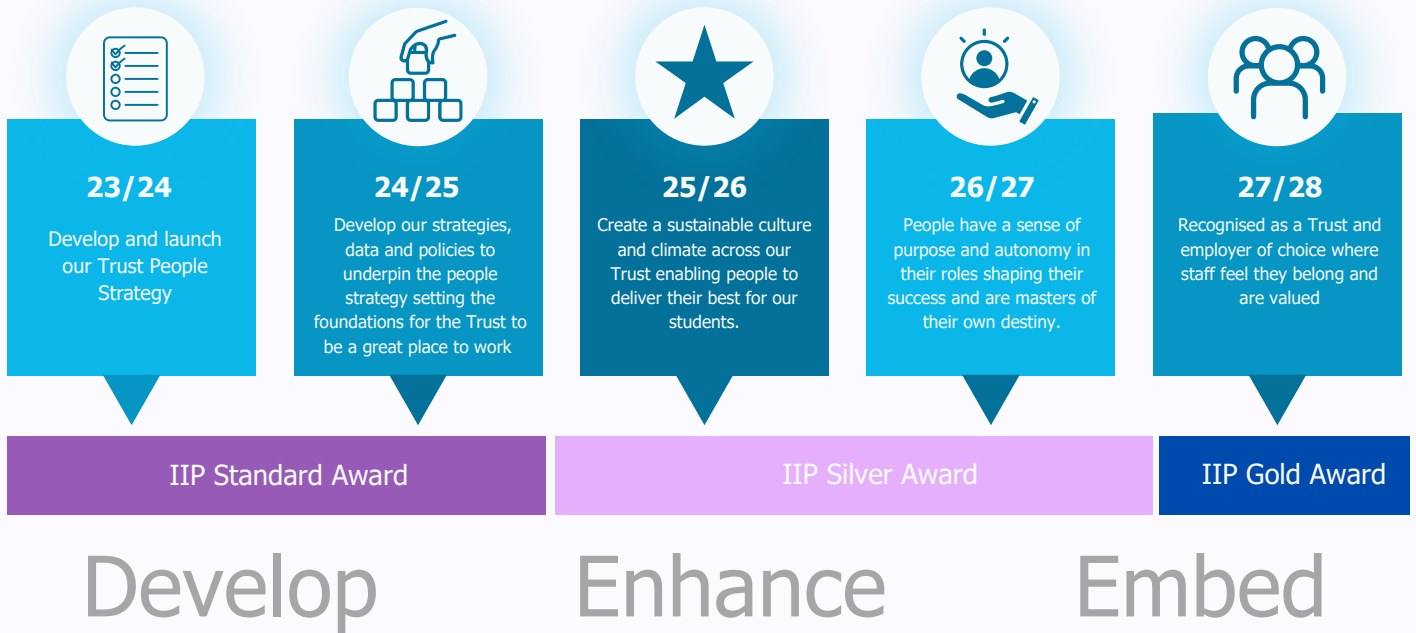 23/24
Develop and launch
our Trust People
Strategy
24/25
Develop our strategies,
data and policies to
underpin the people
strategy setting the
foundations for the Trust to
be a great place to work
25/26
Create a sustainable culture
and climate across our
Trust enabling people to
deliver their best for our
students.
26/27
People have a sense of
purpose and autonomy in
their roles shaping their
success and are masters of
their own destiny.
27/28
Recognised as a Trust and
employer of choice where
staff feel they belong and
are valued
IIP Standard Award
IIP Silver Award
IIP Gold Award
Develop
Enhance
Embed